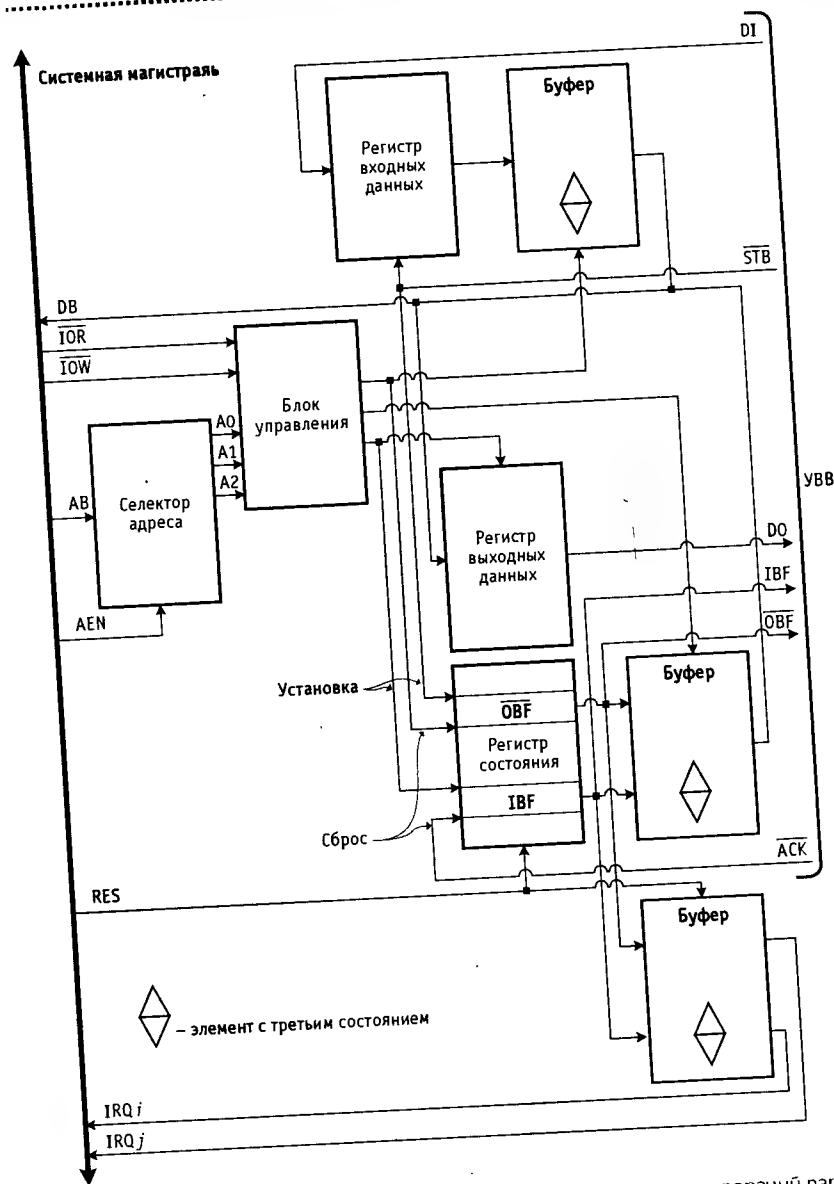 DI
Системная магистраль
Буфер
Регистр
входных
данных
STB
DB
IOR
IOW
Блок
управления
A0
A1
A2
AB
Селектор
адреса
УВВ
Регистр
выходных
данных
DO
IBF
OBF
AEN
Буфер
Установка
OBF
Регистр
состояния
IBF
Сброс
ACK
RES
Буфер
– элемент с третьим состоянием
IRQi
IRQj